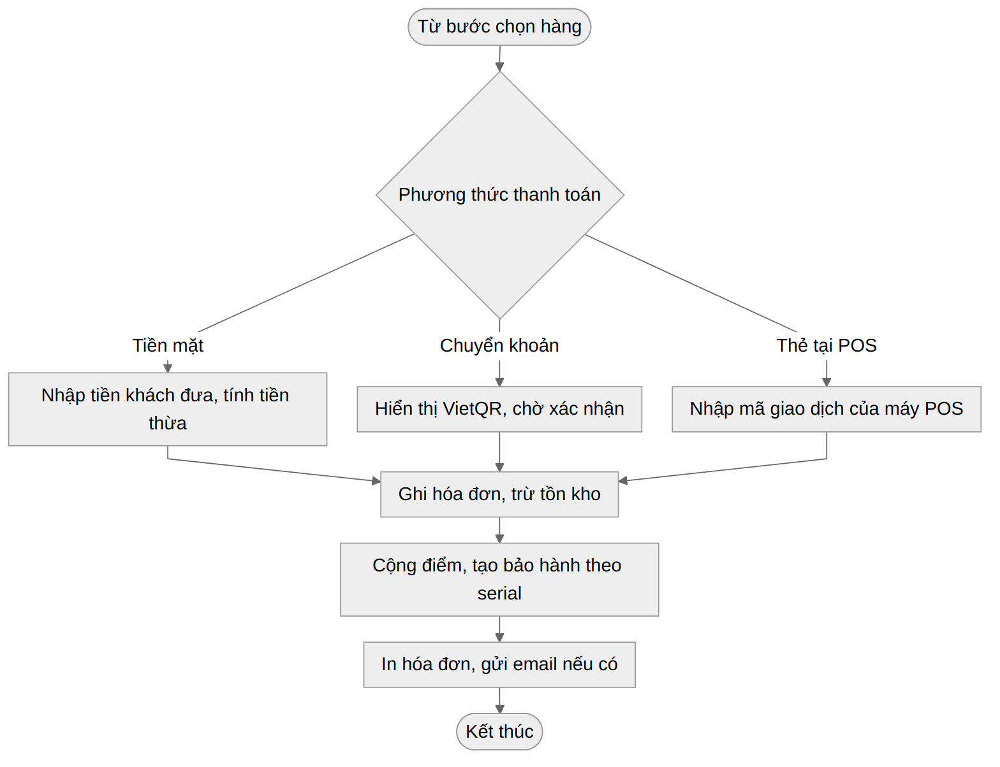 Từ bước chọn hàng
Phương thức thanh toán
Tiền mặt
Chuyển khoản
Thẻ tại POS
Nhập tiền khách đưa, tính tiền
thừa
Hiển thị VietQR, chờ xác nhận
Nhập mã giao dịch của máy POS
Ghi hóa đơn, trừ tồn kho
Cộng điểm, tạo bảo hành theo
serial
In hóa đơn, gửi email nếu có
Kết thúc